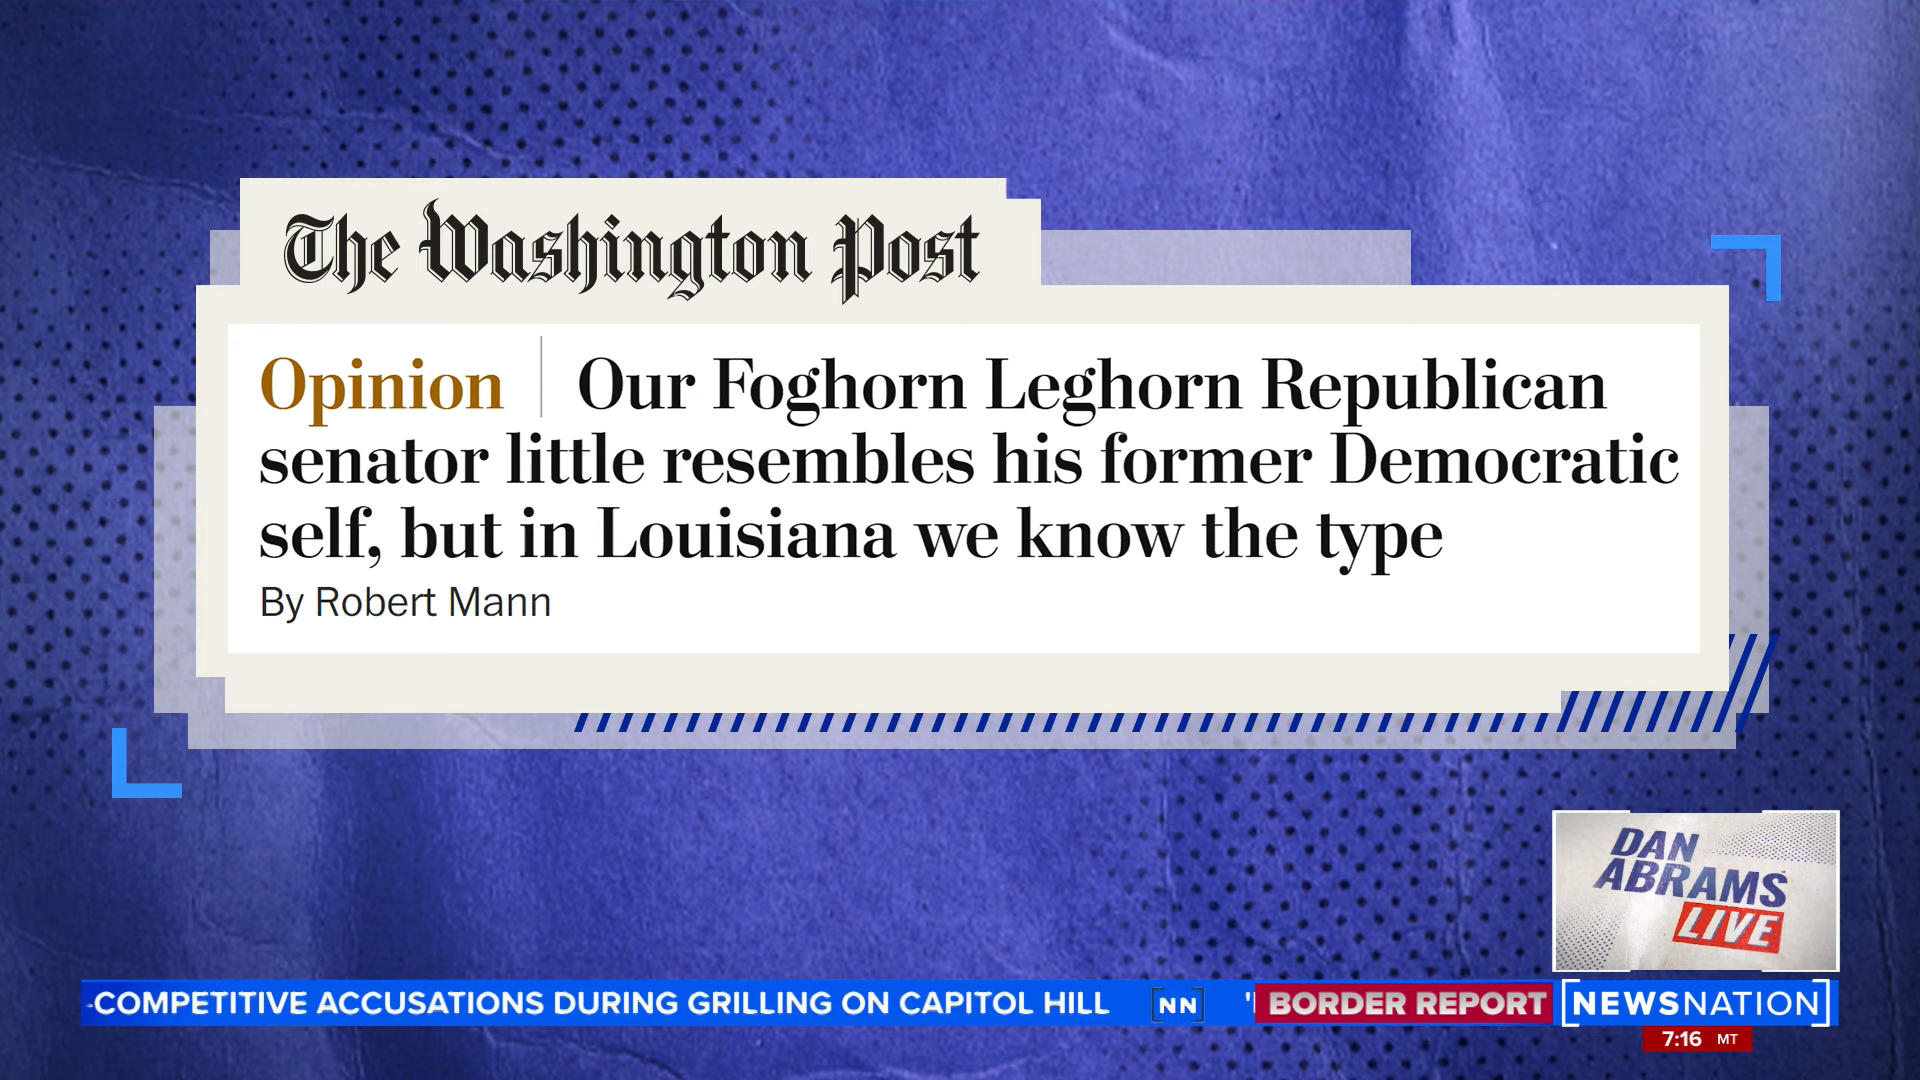 The Washington Post
Opinion Our Foghorn Leghorn Republican
senator little resembles his former Democratic
self, but in Louisiana we know the type
By Robert Mann
DAN
ABRAMS
LIVE
-COMPETITIVE ACCUSATIONS DURING GRILLING ON CAPITOL HILL [NN] ' BORDER REPORT [NEWSNATION]
7:16 MT